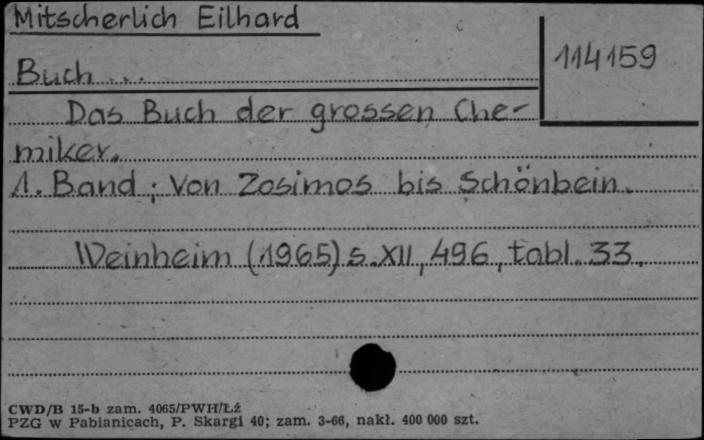 Mitscherlich Eilhard
114159
Buch ...
Das Buch der grossen Che-
miker.
1. Band: Von Zosimos bis Schönbein.
Weinheim (1965) s. XII, 496, tabl. 33.
CWD/B 15-b zam. 4065/PWH/Łż
PZG w Pabianicach, P. Skargi 40; zam. 3-66, nakł. 400 000 szt.